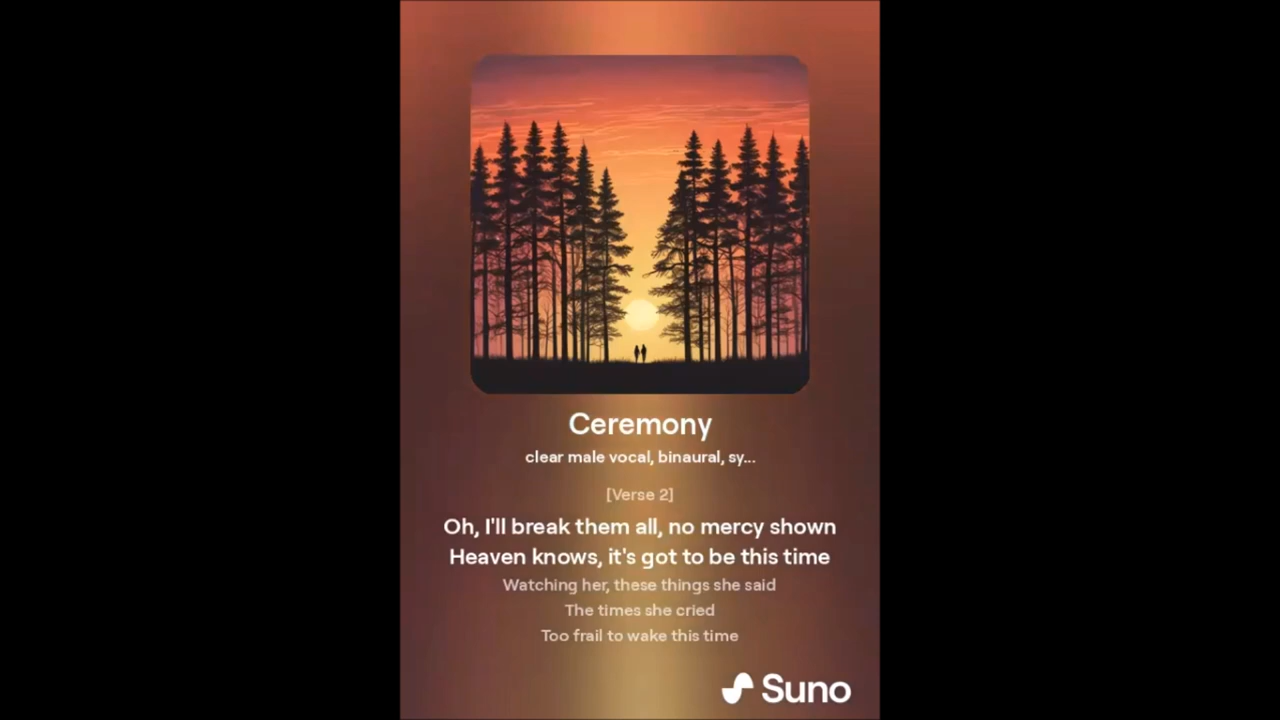 Ceremony
clear male vocal, binaural, sy...
[Verse 2]
Oh, I'll break them all, no mercy shown
Heaven knows, it's got to be this time
Watching her, these things she said
The times she cried
Too frail to wake this time
Suno